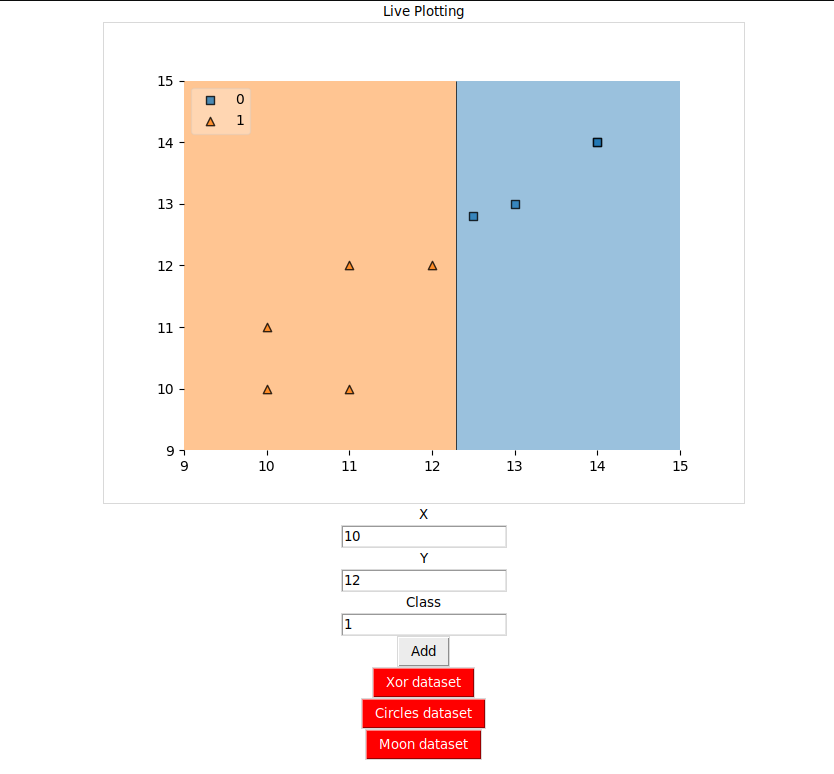 Live Plotting
15
0
1
14
13
12
11
10
9
9 10 11 12 13 14 15
X
10
Y
12
Class
1
Add
Xor dataset
Circles dataset
Moon dataset